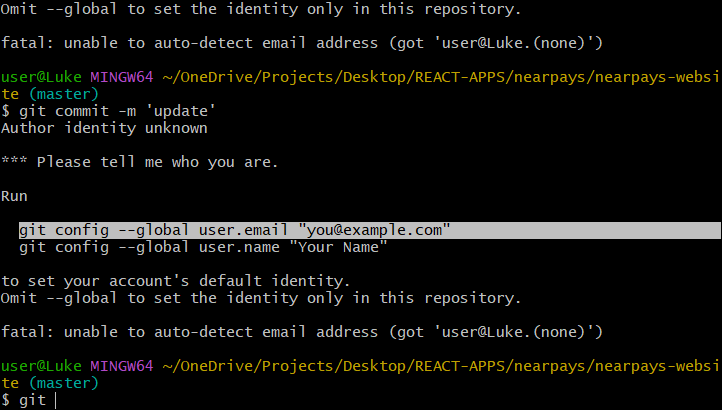 Omit --global to set the identity only in this repository.
fatal: unable to auto-detect email address (got 'user@Luke.(none)')
user@Luke MINGW64 ~/OneDrive/Projects/Desktop/REACT-APPS/nearpays/nearpays-websi
te (master)
$ git commit -m 'update'
Author identity unknown
*** Please tell me who you are.
Run
git config --global user.email "you@example.com"
git config --global user.name "Your Name"
to set your account's default identity.
Omit --global to set the identity only in this repository.
fatal: unable to auto-detect email address (got 'user@Luke.(none)')
user@Luke MINGW64 ~/OneDrive/Projects/Desktop/REACT-APPS/nearpays/nearpays-websi
te (master)
$ git